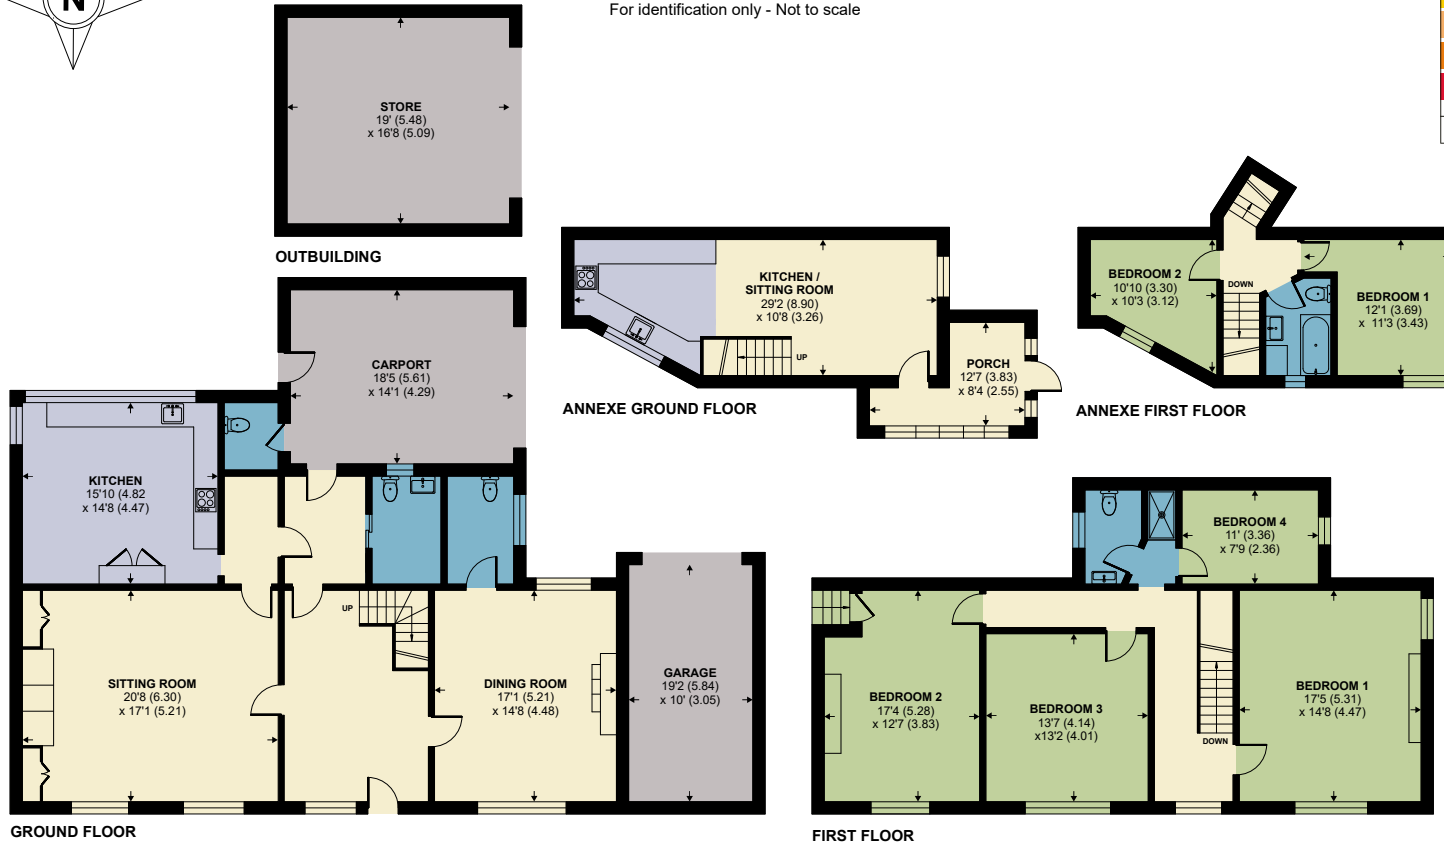 N
For identification only - Not to scale
STORE
19' (5.48)
x 16'8 (5.09)
OUTBUILDING
CARPORT
18'5 (5.61)
x 14'1 (4.29)
KITCHEN
15'10 (4.82
x 14'8 (4.47)
SITTING ROOM
20'8 (6.30)
x 17'1 (5.21)
UP
DINING ROOM
17'1 (5.21)
x 14'8 (4.48)
GARAGE
19'2 (5.84)
x 10' (3.05)
GROUND FLOOR
KITCHEN /
SITTING ROOM
29'2 (8.90)
x 10'8 (3.26)
UP
PORCH
12'7 (3.83)
x 8'4 (2.55)
ANNEXE GROUND FLOOR
BEDROOM 2
10'10 (3.30)
x 10'3 (3.12)
DOWN
BEDROOM 1
12'1 (3.69)
x 11'3 (3.43)
ANNEXE FIRST FLOOR
BEDROOM 4
11' (3.36)
x 7'9 (2.36)
BEDROOM 2
17'4 (5.28)
x 12'7 (3.83)
BEDROOM 3
13'7 (4.14)
x13'2 (4.01)
DOWN
BEDROOM 1
17'5 (5.31)
x 14'8 (4.47)
FIRST FLOOR